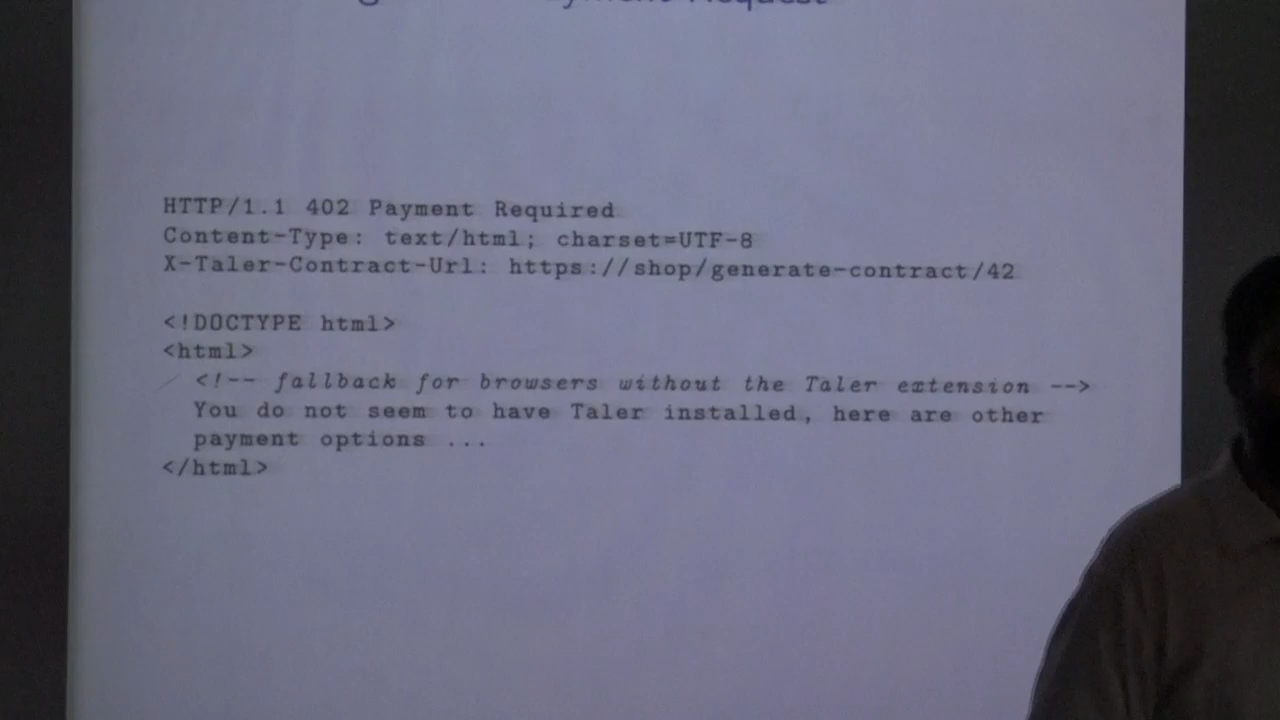 Request
HTTP/1.1 402 Payment Required
Content-Type: text/html; charset=UTF-8
X-Taler-Contract-Url: https://shop/generate-contract/42
<!DOCTYPE html>
<html>
<!-- fallback for browsers without the Taler extension -->
You do not seem to have Taler installed, here are other
payment options ...
</html>